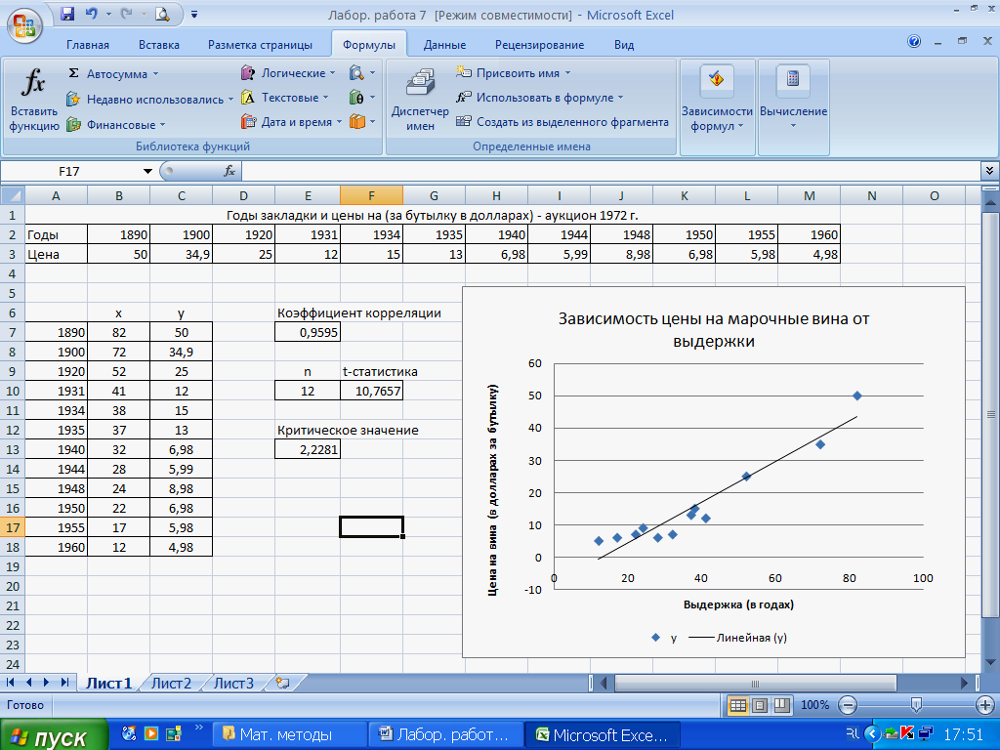 Лабор. работа 7 [Режим совместимости] - Microsoft Excel
Главная Вставка Разметка страницы Формулы Данные Рецензирование Вид
fx Вставить функцию
Σ Автосумма
Недавно использовались
Финансовые
Логические
Текстовые
Дата и время
Библиотека функций
Диспетчер имен
Присвоить имя
Использовать в формуле
Создать из выделенного фрагмента
Определенные имена
Зависимости формул
Вычисление
F17 fx
A B C D E F G H I J K L M N O
1 Годы закладки и цены на (за бутылку в долларах) - аукцион 1972 г.
2 Годы 1890 1900 1920 1931 1934 1935 1940 1944 1948 1950 1955 1960
3 Цена 50 34,9 25 12 15 13 6,98 5,99 8,98 6,98 5,98 4,98
4
5
6 x y Коэффициент корреляции
7 1890 82 50 0,9595
8 1900 72 34,9
9 1920 52 25 n t-статистика
10 1931 41 12 12 10,7657
11 1934 38 15
12 1935 37 13 Критическое значение
13 1940 32 6,98 2,2281
14 1944 28 5,99
15 1948 24 8,98
16 1950 22 6,98
17 1955 17 5,98
18 1960 12 4,98
19
20
21
22
23
24
Зависимость цены на марочные вина от
выдержки
Цена на вина (в долларах за бутылку)
60
50
40
30
20
10
0
-10
0 20 40 60 80 100
Выдержка (в годах)
y Линейная (y)
Лист1 Лист2 Лист3
Готово 100%
пуск Мат. методы Лабор. работ... Microsoft Exce... RL 17:51